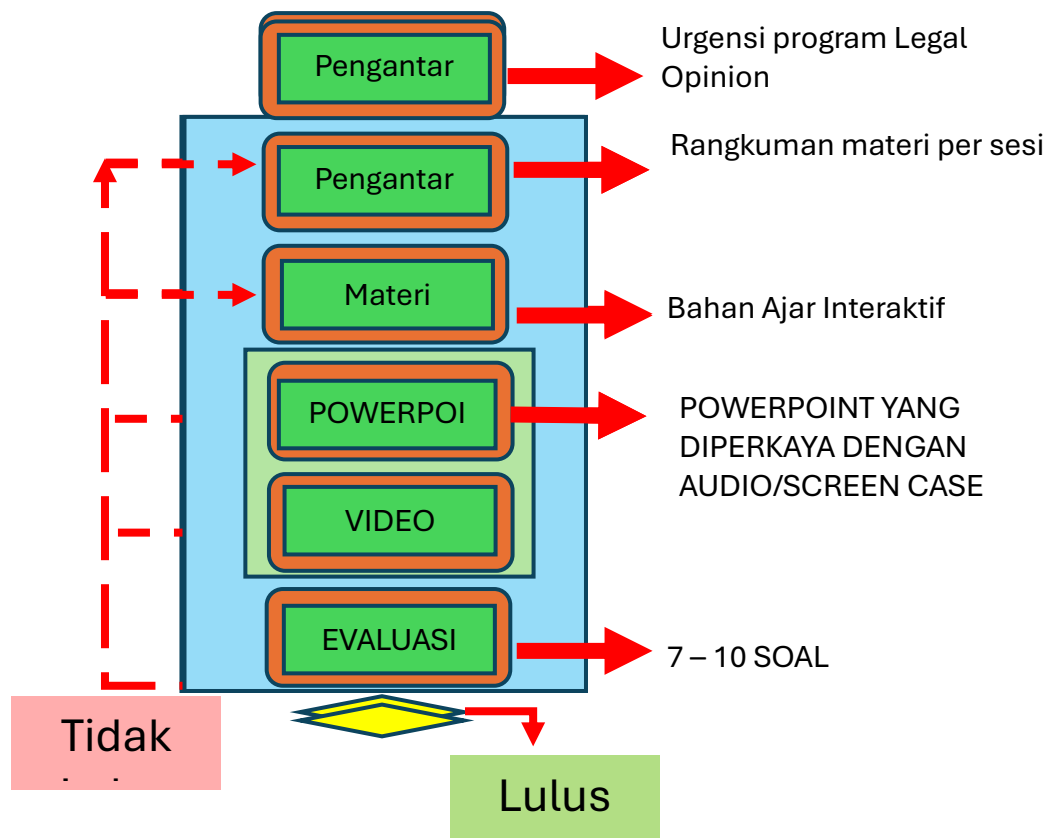 Pengantar
Urgensi program Legal
Opinion
Pengantar
Rangkuman materi per sesi
Materi
Bahan Ajar Interaktif
POWERPOI
POWERPOINT YANG
DIPERKAYA DENGAN
AUDIO/SCREEN CASE
VIDEO
EVALUASI
7 – 10 SOAL
Tidak
Lulus